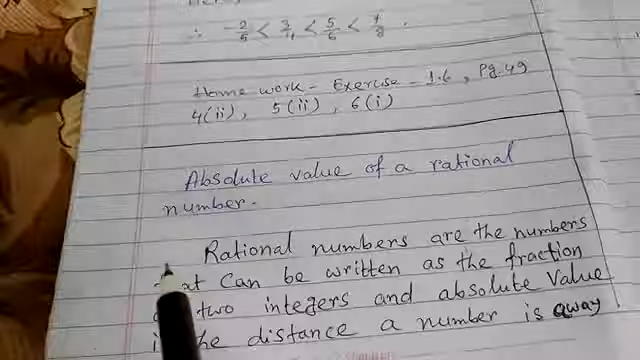 ∴ -2/5 < 3/4 < 5/6 < 7/8 .
Home work - Exercise - 1.6, Pg. 49
4(ii), 5(ii), 6(i)
Absolute value of a rational
number.
Rational numbers are the numbers
can be written as the fraction
two integers and absolute value
distance a number is away